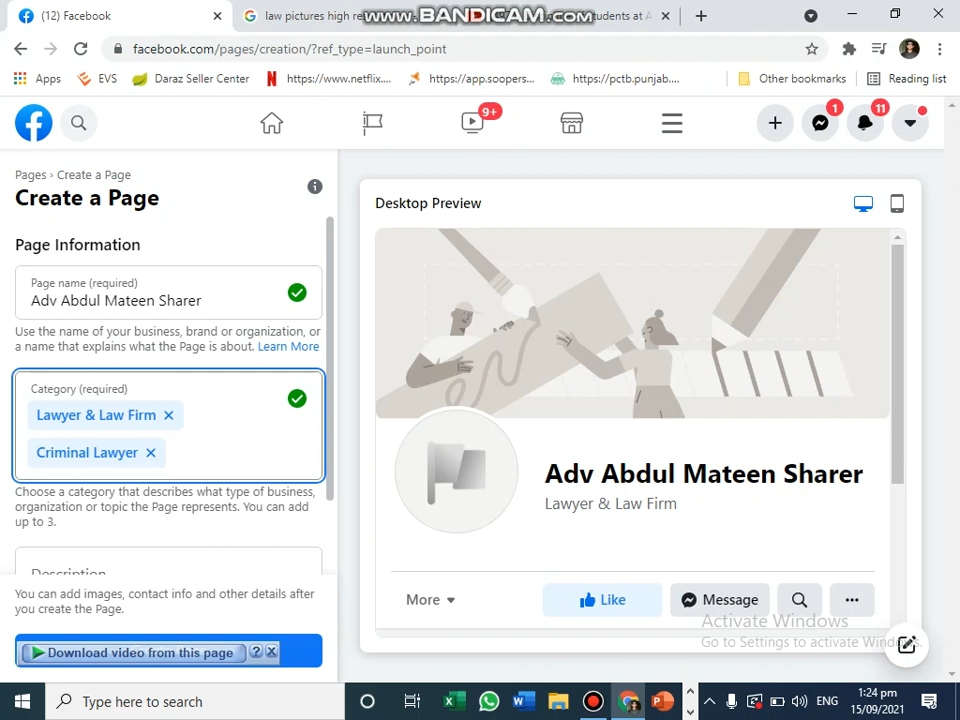 (12) Facebook
law pictures high re
www.BANDICAM.com
tudents at A
facebook.com/pages/creation/?ref_type=launch_point
Apps
EVS
Daraz Seller Center
https://www.netflix....
https://app.soopers...
https://pctb.punjab....
Other bookmarks
Reading list
9+
1
11
Pages › Create a Page
Create a Page
Page Information
Page name (required)
Adv Abdul Mateen Sharer
Use the name of your business, brand or organization, or
a name that explains what the Page is about. Learn More
Category (required)
Lawyer & Law Firm ×
Criminal Lawyer ×
Choose a category that describes what type of business,
organization or topic the Page represents. You can add
up to 3.
Description
You can add images, contact info and other details after
you create the Page.
Download video from this page ? X
Desktop Preview
Adv Abdul Mateen Sharer
Lawyer & Law Firm
More
Like
Message
Activate Windows
Go to Settings to activate Windows.
Type here to search
ENG
1:24 pm
15/09/2021